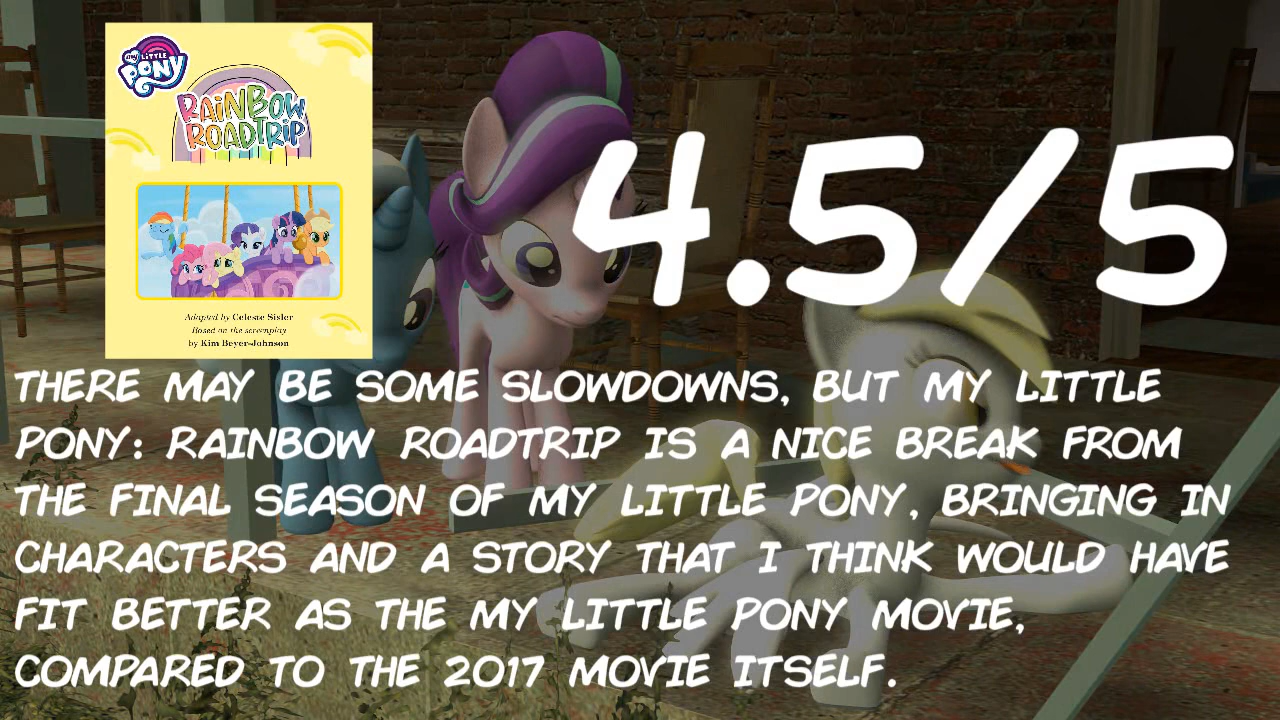 my LiTTLE
PONY
RAiNBOW
ROADTRiP
Adapted by Celeste Sisler
Based on the screenplay
by Kim Beyer-Johnson
4.5/5
THERE MAY BE SOME SLOWDOWNS, BUT MY LITTLE
PONY: RAINBOW ROADTRIP IS A NICE BREAK FROM
THE FINAL SEASON OF MY LITTLE PONY, BRINGING IN
CHARACTERS AND A STORY THAT I THINK WOULD HAVE
FIT BETTER AS THE MY LITTLE PONY MOVIE,
COMPARED TO THE 2017 MOVIE ITSELF.